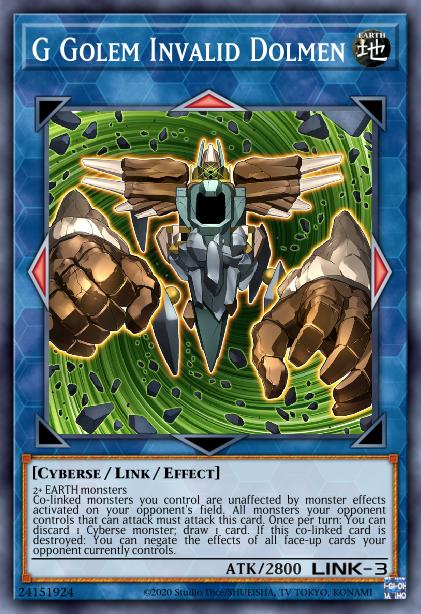 G Golem Invalid Dolmen
EARTH
地
[Cyberse / Link / Effect]
2+ EARTH monsters
Co-linked monsters you control are unaffected by monster effects
activated on your opponent's field. All monsters your opponent
controls that can attack must attack this card. Once per turn: You can
discard 1 Cyberse monster; draw 1 card. If this co-linked card is
destroyed: You can negate the effects of all face-up cards your
opponent currently controls.
ATK/2800 LINK-3
24151924 ©2020 Studio Dice/SHUEISHA, TV TOKYO, KONAMI